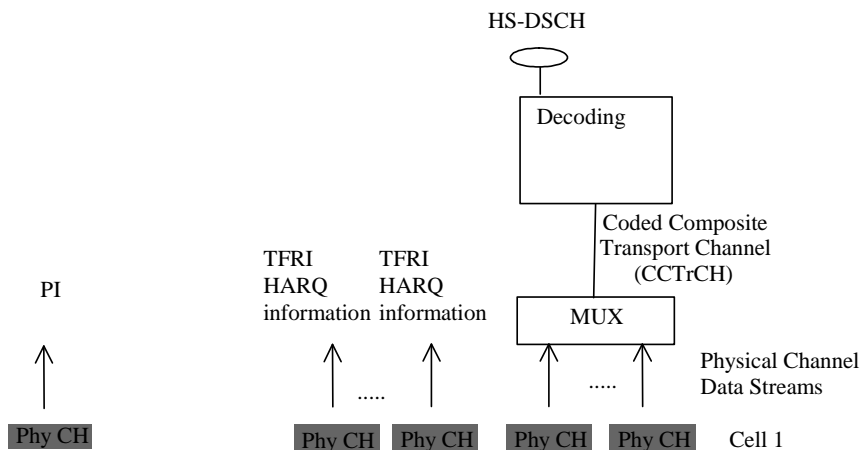 HS-DSCH
Decoding
Coded Composite
Transport Channel
(CCTrCH)
TFRI
HARQ
information
TFRI
HARQ
information
PI
MUX
Physical Channel
Data Streams
.....
.....
Phy CH
Phy CH
Phy CH
Phy CH
Phy CH
Cell 1